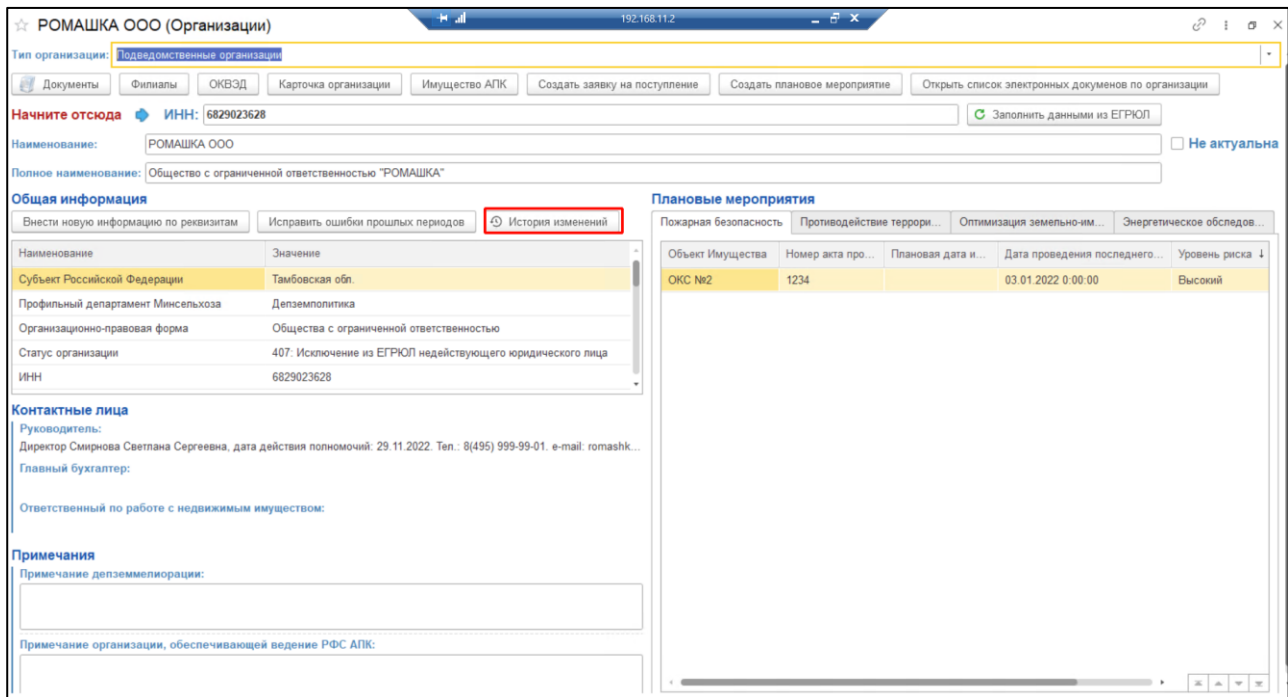 192.168.11.2
РОМАШКА ООО (Организации)
Тип организации: Подведомственные организации
Документы Филиалы ОКВЭД Карточка организации Имущество АПК Создать заявку на поступление Создать плановое мероприятие Открыть список электронных докуменов по организации
Начните отсюда ИНН: 6829023628 Заполнить данными из ЕГРЮЛ
Наименование: РОМАШКА ООО Не актуальна
Полное наименование: Общество с ограниченной ответственностью "РОМАШКА"
Общая информация
Внести новую информацию по реквизитам Исправить ошибки прошлых периодов История изменений
Наименование Значение
Субъект Российской Федерации Тамбовская обл.
Профильный департамент Минсельхоза Депземполитика
Организационно-правовая форма Общества с ограниченной ответственностью
Статус организации 407: Исключение из ЕГРЮЛ недействующего юридического лица
ИНН 6829023628
Контактные лица
Руководитель:
Директор Смирнова Светлана Сергеевна, дата действия полномочий: 29.11.2022. Тел.: 8(495) 999-99-01. e-mail: romashk...
Главный бухгалтер:
Ответственный по работе с недвижимым имуществом:
Примечания
Примечание депземмелиорации:
Примечание организации, обеспечивающей ведение РФС АПК:
Плановые мероприятия
Пожарная безопасность Противодействие террори... Оптимизация земельно-им... Энергетическое обследов...
Объект Имущества Номер акта про... Плановая дата и... Дата проведения последнего... Уровень риска ↓
ОКС №2 1234 03.01.2022 0:00:00 Высокий